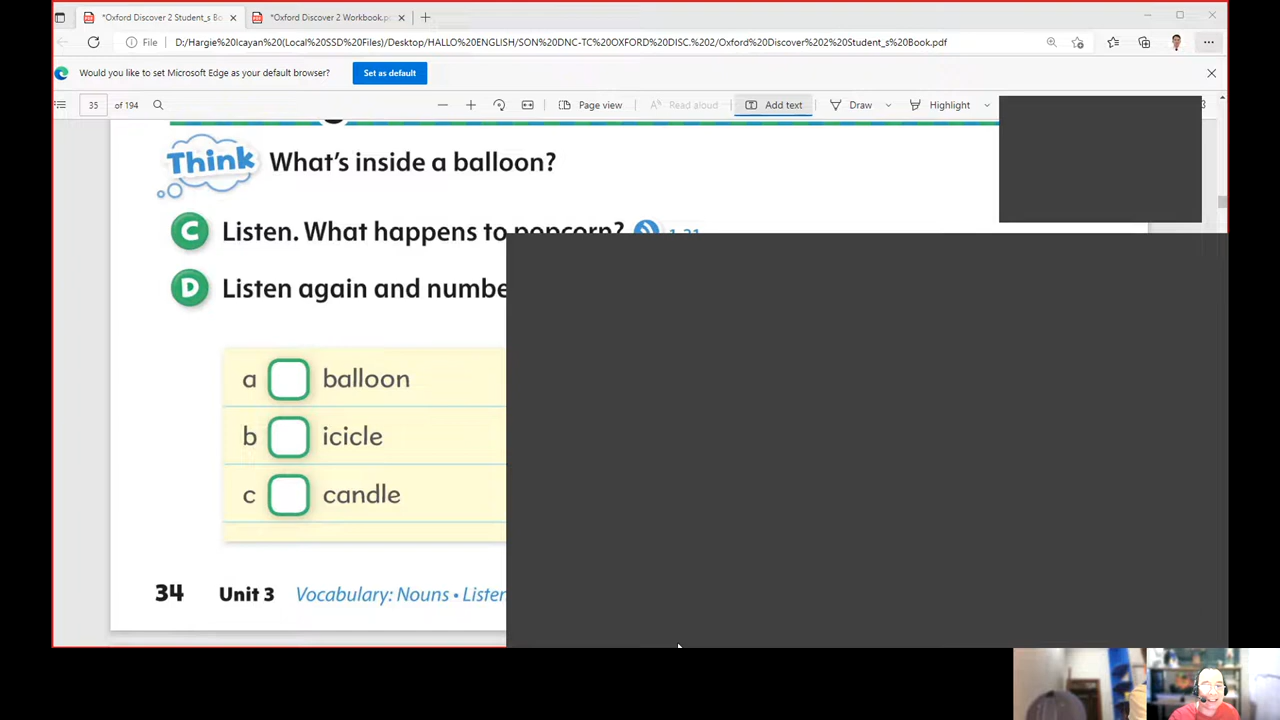 *Oxford Discover 2 Student_s Bo
*Oxford Discover 2 Workbook.p
File
D:/Hargie%20Icayan%20(Local%20SSD%20Files)/Desktop/HALLO%20ENGLISH/SON%20DNC-TC%20OXFORD%20DISC.%202/Oxford%20Discover%202%20Student_s%20Book.pdf
Would you like to set Microsoft Edge as your default browser?
Set as default
35 of 194
Page view
Read aloud
Add text
Draw
Highlight
Think What's inside a balloon?
C Listen. What happens to popcorn?
D Listen again and numbe
a balloon
b icicle
c candle
34 Unit 3 Vocabulary: Nouns • Listen